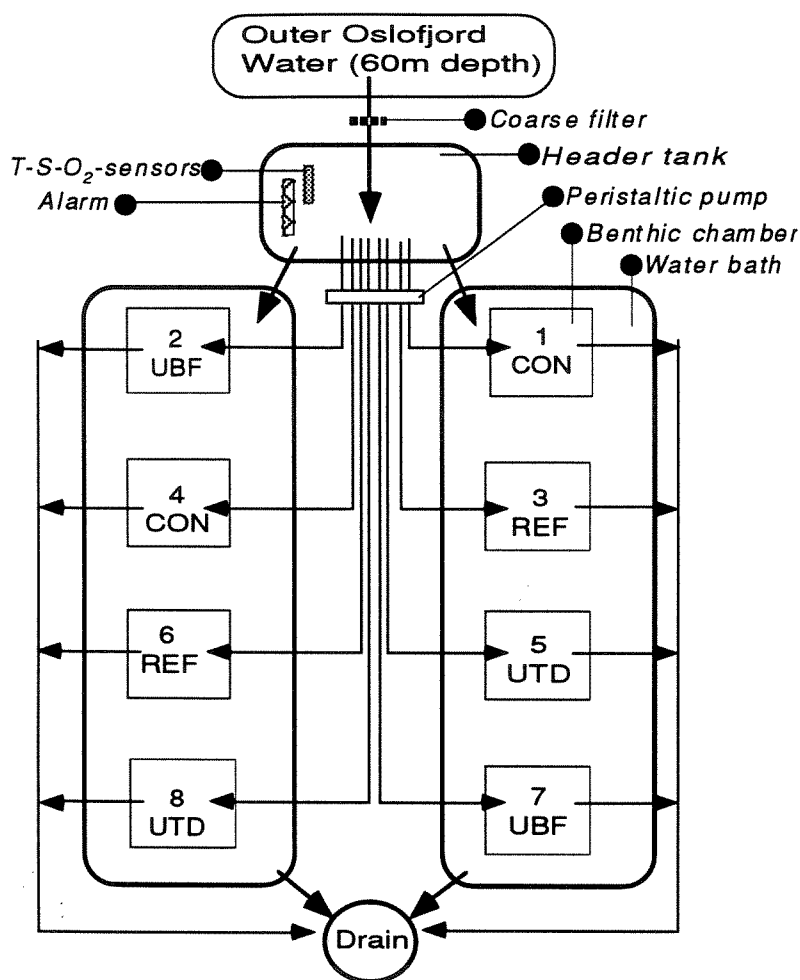 Outer Oslofjord
Water (60m depth)
Coarse filter
T-S-O₂-sensors
Header tank
Alarm
Peristaltic pump
Benthic chamber
Water bath
2
UBF
1
CON
4
CON
3
REF
6
REF
5
UTD
8
UTD
7
UBF
Drain